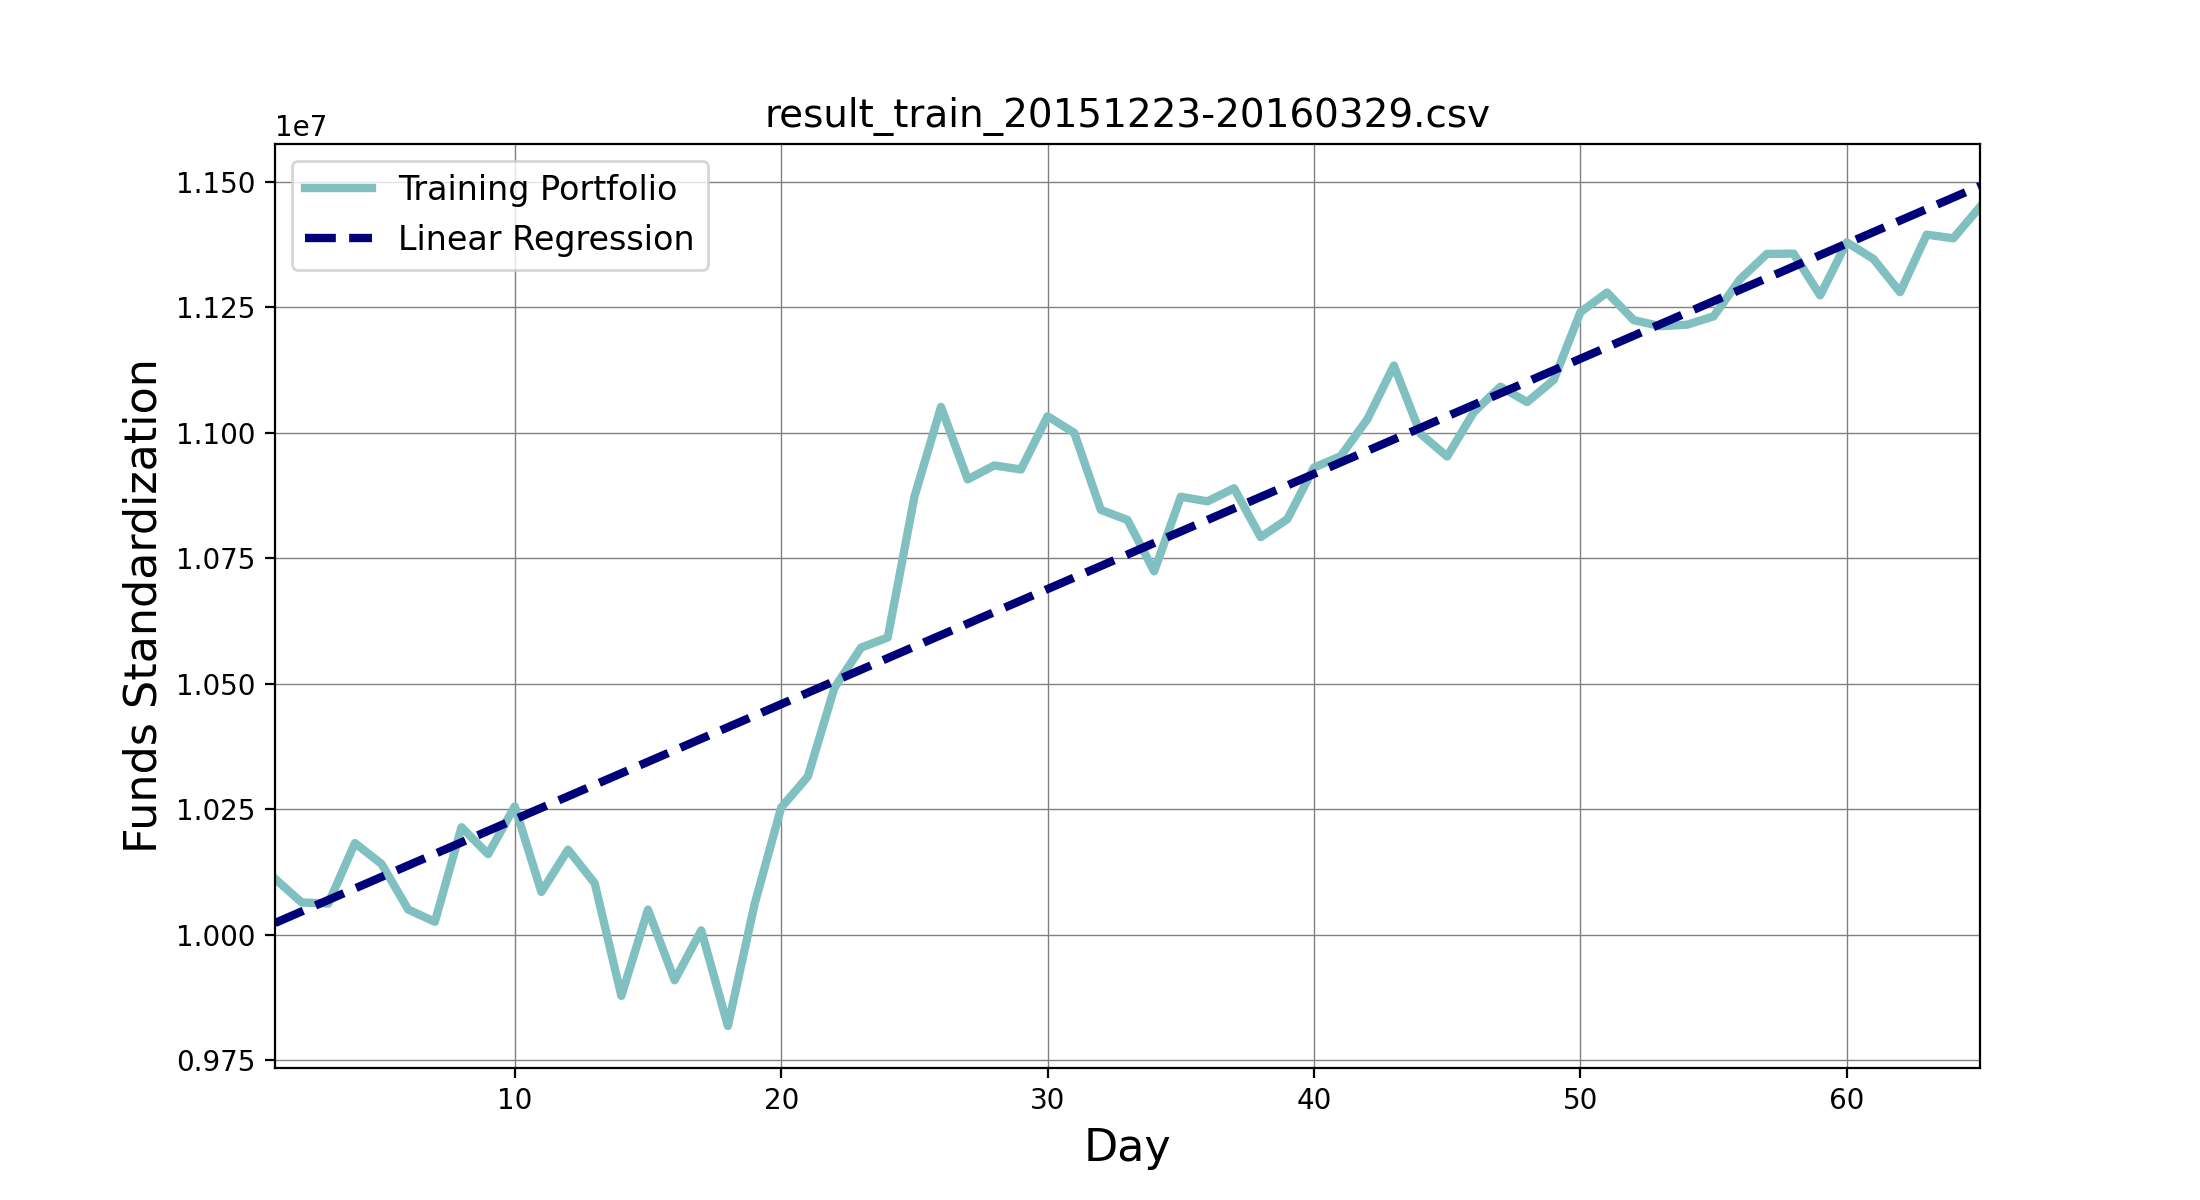 result_train_20151223-20160329.csv
1e7
Training Portfolio
Linear Regression
1.150
1.125
1.100
1.075
1.050
1.025
1.000
0.975
Funds Standardization
10 20 30 40 50 60
Day